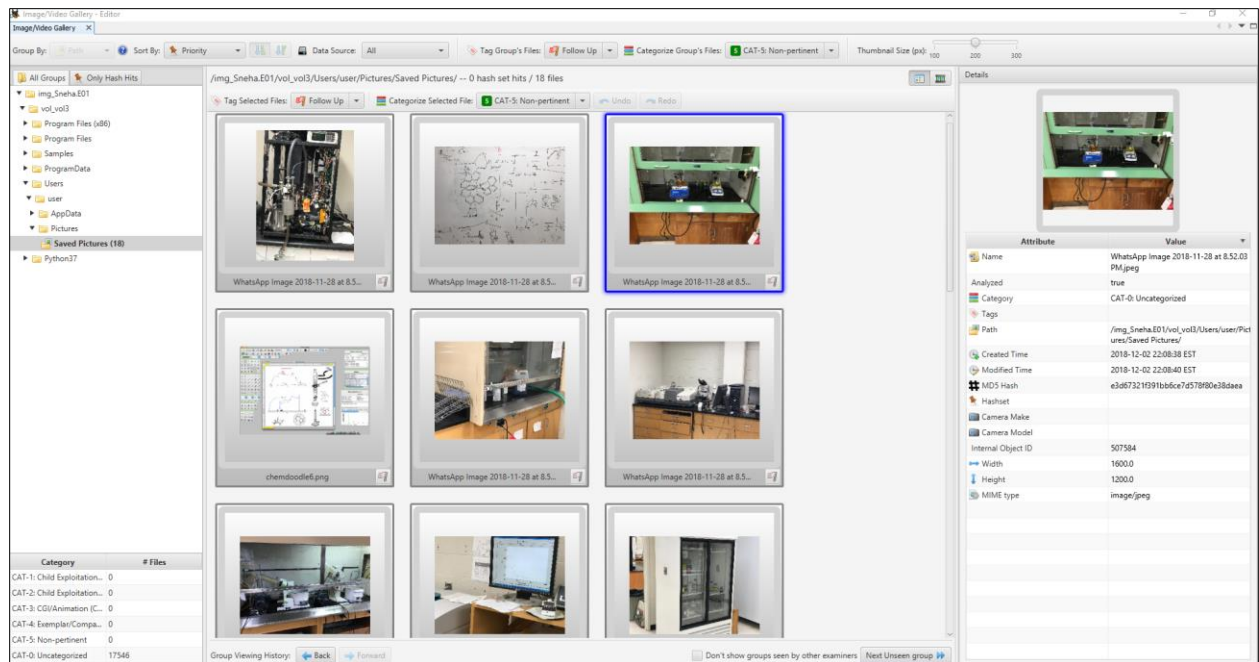 Image/Video Gallery - Editor
Image/Video Gallery X
Group By: Path Sort By: Priority Data Source: All Tag Group's Files: Follow Up Categorize Group's Files: CAT-5: Non-pertinent Thumbnail Size (px): 100 200 300
All Groups Only Hash Hits
img_Sneha.E01
vol_vol3
Program Files (x86)
Program Files
Samples
ProgramData
Users
user
AppData
Pictures
Saved Pictures (18)
Python37
Category # Files
CAT-1: Child Exploitation... 0
CAT-2: Child Exploitation... 0
CAT-3: CGI/Animation (C... 0
CAT-4: Exemplar/Compa... 0
CAT-5: Non-pertinent 0
CAT-0: Uncategorized 17546
/img_Sneha.E01/vol_vol3/Users/user/Pictures/Saved Pictures/ -- 0 hash set hits / 18 files
Tag Selected Files: Follow Up Categorize Selected File: CAT-5: Non-pertinent Undo Redo
WhatsApp Image 2018-11-28 at 8.5... WhatsApp Image 2018-11-28 at 8.5... WhatsApp Image 2018-11-28 at 8.5...
chemdoodle6.png WhatsApp Image 2018-11-28 at 8.5... WhatsApp Image 2018-11-28 at 8.5...
Group Viewing History: Back Forward Don't show groups seen by other examiners Next Unseen group
Details
Attribute Value
Name WhatsApp Image 2018-11-28 at 8.52.03
PM.jpeg
Analyzed true
Category CAT-0: Uncategorized
Tags
Path /img_Sneha.E01/vol_vol3/Users/user/Pict
ures/Saved Pictures/
Created Time 2018-12-02 22:08:38 EST
Modified Time 2018-12-02 22:08:40 EST
MD5 Hash e3d67321f391bb6ce7d578f80e38daea
Hashset
Camera Make
Camera Model
Internal Object ID 507584
Width 1600.0
Height 1200.0
MIME type image/jpeg